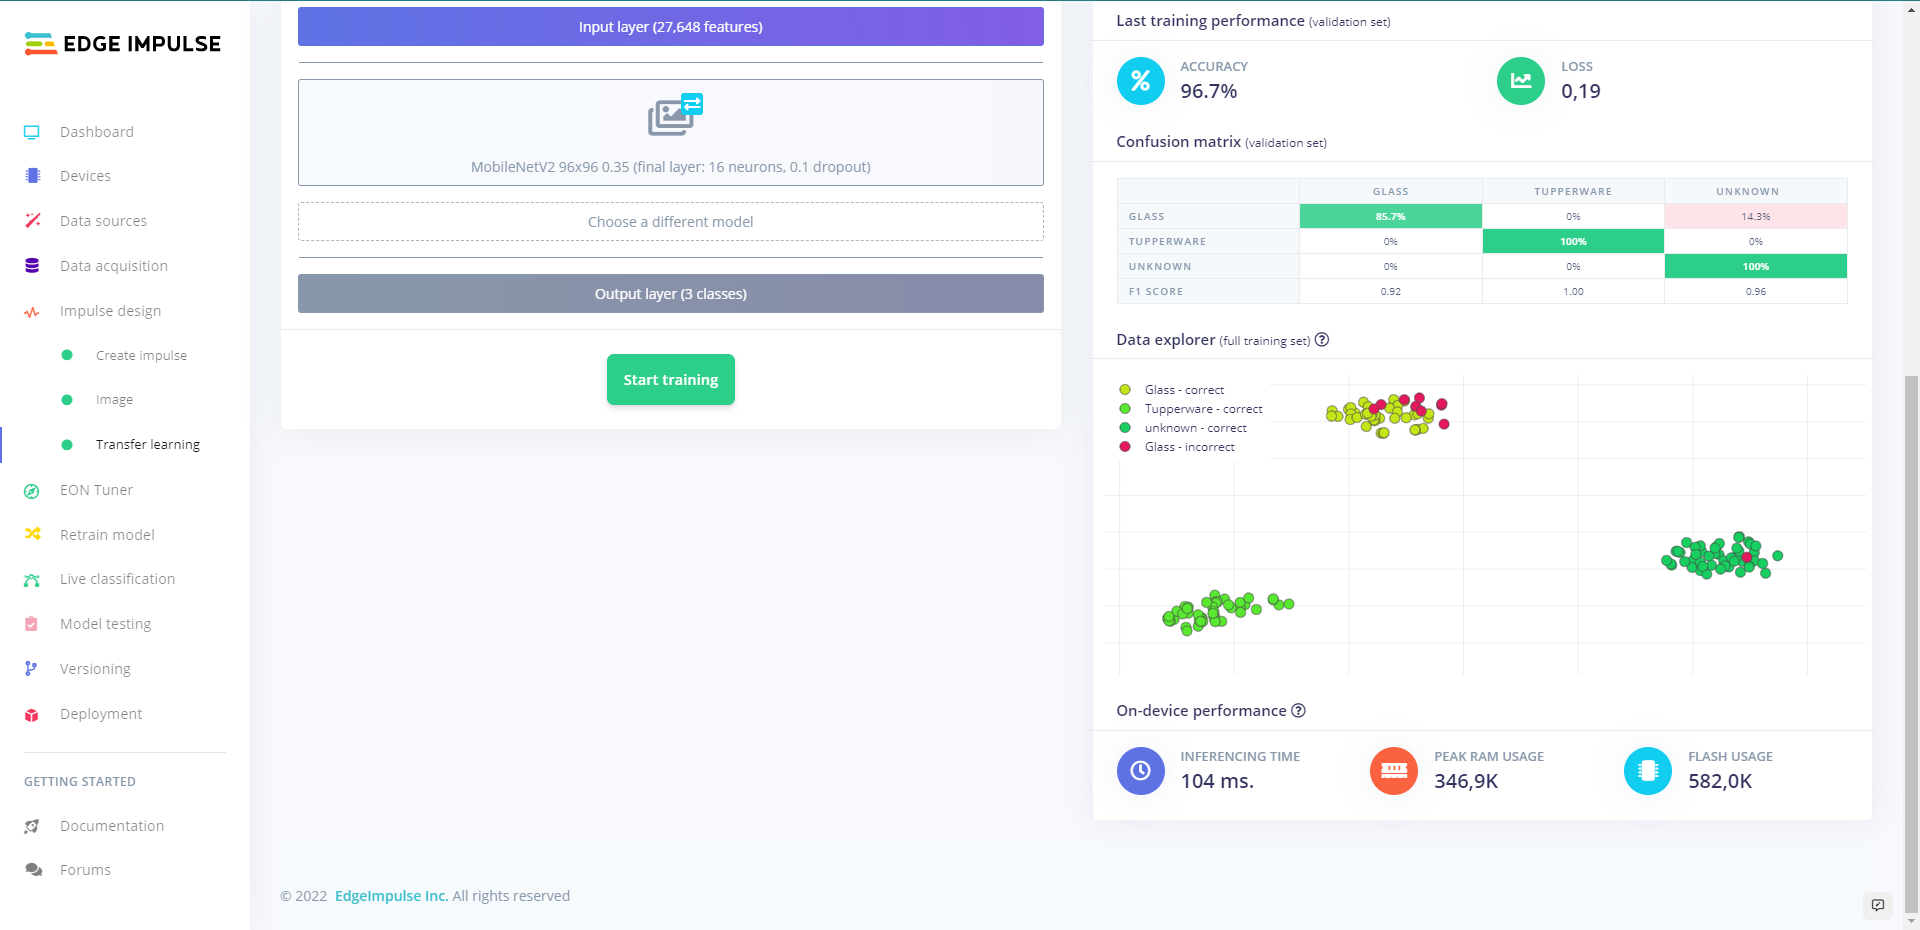 EDGE IMPULSE
Dashboard
Devices
Data sources
Data acquisition
Impulse design
Create impulse
Image
Transfer learning
EON Tuner
Retrain model
Live classification
Model testing
Versioning
Deployment
GETTING STARTED
Documentation
Forums
Input layer (27,648 features)
MobileNetV2 96x96 0.35 (final layer: 16 neurons, 0.1 dropout)
Choose a different model
Output layer (3 classes)
Start training
Last training performance (validation set)
%
ACCURACY
96.7%
LOSS
0,19
Confusion matrix (validation set)
GLASS TUPPERWARE UNKNOWN
GLASS 85.7% 0% 14.3%
TUPPERWARE 0% 100% 0%
UNKNOWN 0% 0% 100%
F1 SCORE 0.92 1.00 0.96
Data explorer (full training set) ?
Glass - correct
Tupperware - correct
unknown - correct
Glass - incorrect
On-device performance ?
INFERENCING TIME
104 ms.
PEAK RAM USAGE
346,9K
FLASH USAGE
582,0K
© 2022 EdgeImpulse Inc. All rights reserved